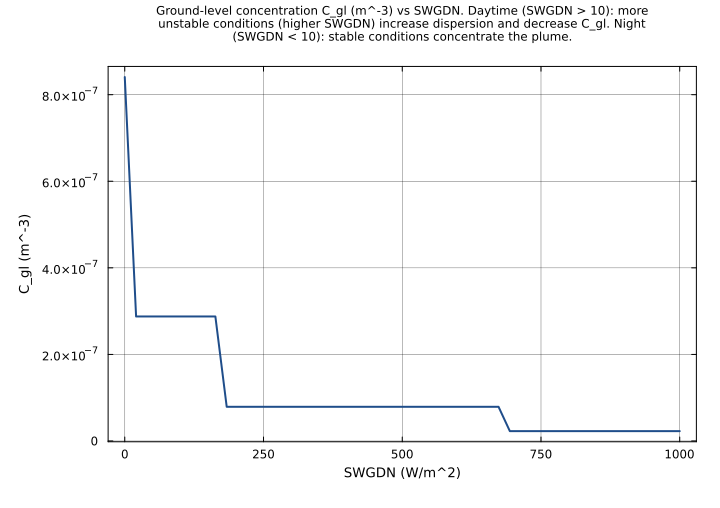 Ground-level concentration C_gl (m^-3) vs SWGDN. Daytime (SWGDN > 10): more
unstable conditions (higher SWGDN) increase dispersion and decrease C_gl. Night
(SWGDN < 10): stable conditions concentrate the plume.
8.0×10⁻⁷
6.0×10⁻⁷
4.0×10⁻⁷
2.0×10⁻⁷
0
C_gl (m^-3)
0 250 500 750 1000
SWGDN (W/m^2)